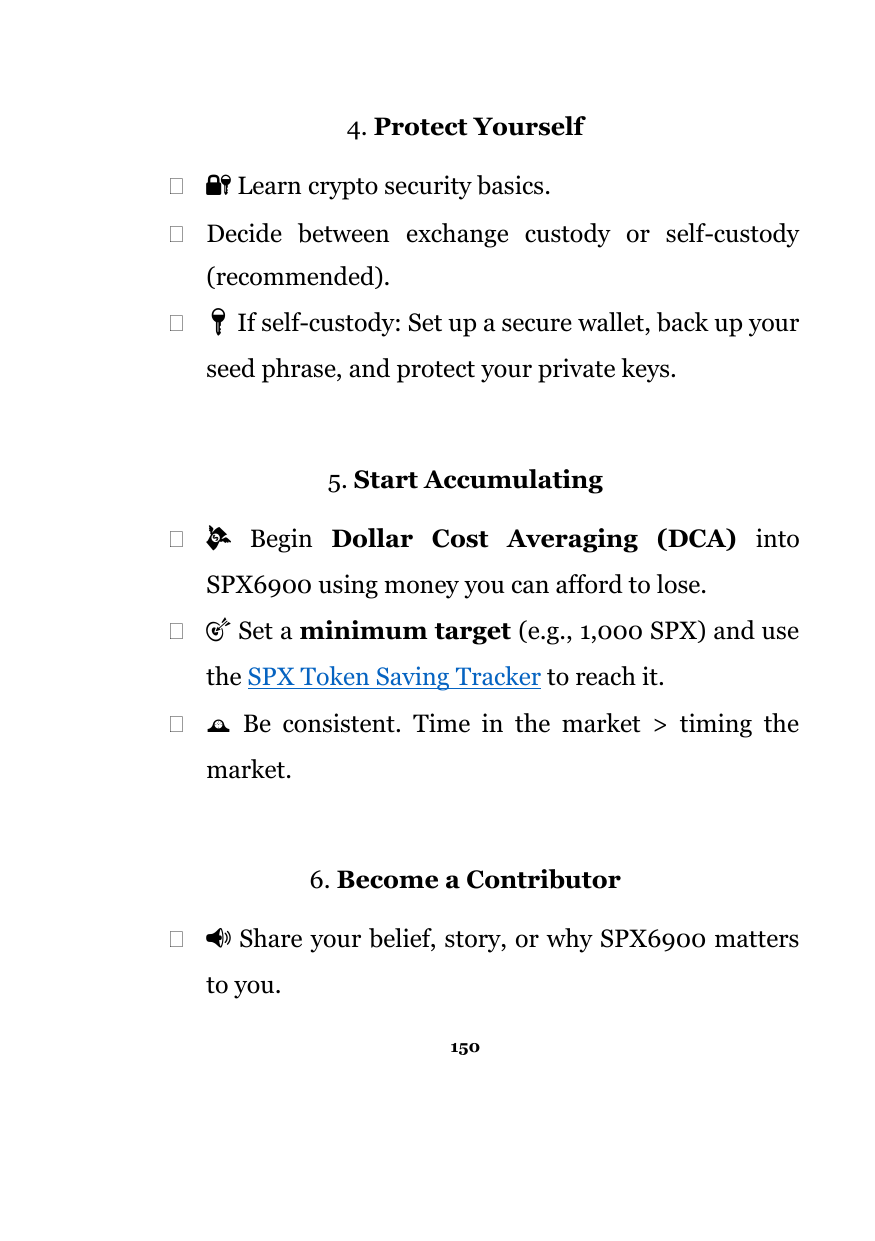 4. Protect Yourself
☐ 🔐 Learn crypto security basics.
☐ Decide between exchange custody or self-custody
(recommended).
☐ 🔑 If self-custody: Set up a secure wallet, back up your
seed phrase, and protect your private keys.
5. Start Accumulating
☐ 💸 Begin Dollar Cost Averaging (DCA) into
SPX6900 using money you can afford to lose.
☐ 🎯 Set a minimum target (e.g., 1,000 SPX) and use
the SPX Token Saving Tracker to reach it.
☐ 🕰 Be consistent. Time in the market > timing the
market.
6. Become a Contributor
☐ 🔊 Share your belief, story, or why SPX6900 matters
to you.
150